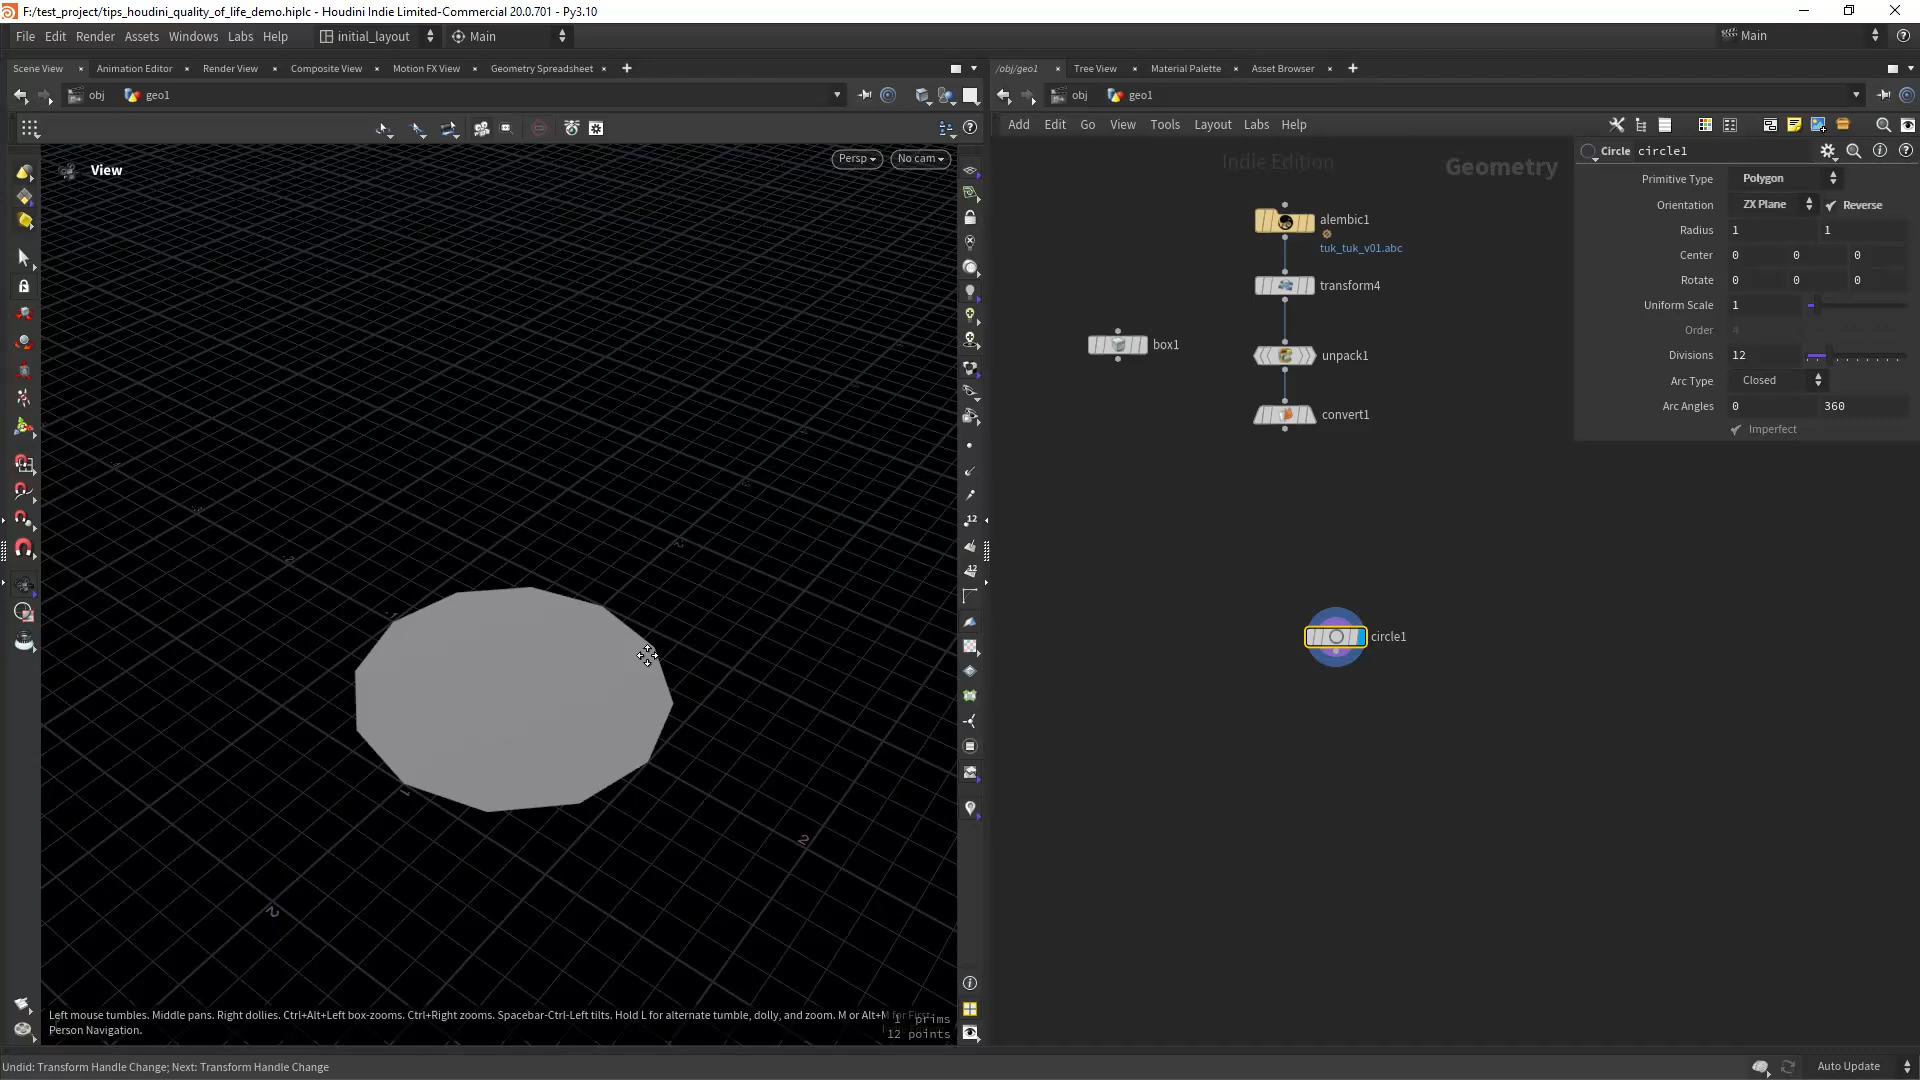 F:/test_project/tips_houdini_quality_of_life_demo.hiplc - Houdini Indie Limited-Commercial 20.0.701 - Py3.10
File Edit Render Assets Windows Labs Help initial_layout Main Main
Scene View Animation Editor Render View Composite View Motion FX View Geometry Spreadsheet
/obj/geo1 Tree View Material Palette Asset Browser
obj geo1
obj geo1
Add Edit Go View Tools Layout Labs Help
View
Persp No cam
Indie Edition
Geometry
alembic1
tuk_tuk_v01.abc
transform4
box1
unpack1
convert1
circle1
Circle circle1
Primitive Type Polygon
Orientation ZX Plane Reverse
Radius 1 1
Center 0 0 0
Rotate 0 0 0
Uniform Scale 1
Order 4
Divisions 12
Arc Type Closed
Arc Angles 0 360
Imperfect
12
12
2
2
Left mouse tumbles. Middle pans. Right dollies. Ctrl+Alt+Left box-zooms. Ctrl+Right zooms. Spacebar-Ctrl-Left tilts. Hold L for alternate tumble, dolly, and zoom. M or Alt+M for First Person Navigation.
1 prims
12 points
Undid: Transform Handle Change; Next: Transform Handle Change
Auto Update